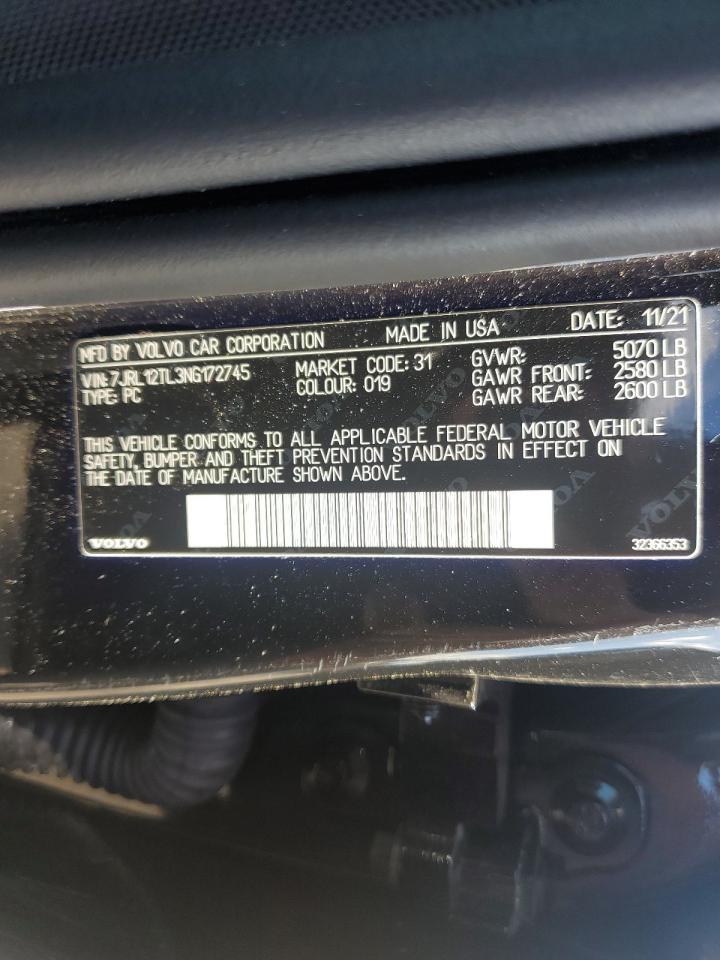 MFD BY VOLVO CAR CORPORATION MADE IN USA DATE: 11/21
VIN: 7JRL12TL3NG172745 MARKET CODE: 31 GVWR: 5070 LB
TYPE: PC COLOUR: 019 GAWR FRONT: 2580 LB
GAWR REAR: 2600 LB
THIS VEHICLE CONFORMS TO ALL APPLICABLE FEDERAL MOTOR VEHICLE
SAFETY, BUMPER AND THEFT PREVENTION STANDARDS IN EFFECT ON
THE DATE OF MANUFACTURE SHOWN ABOVE.
VOLVO 32366353